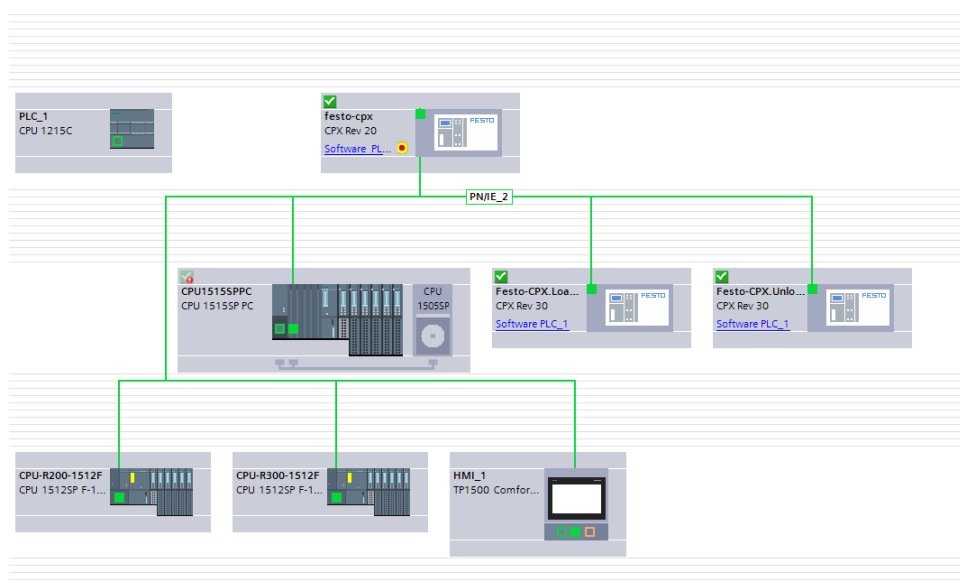 PLC_1
CPU 1215C
festo-cpx
CPX Rev 20
Software PL...
FESTO
PN/IE_2
CPU1515SPPC
CPU 1515SP PC
CPU
1505SP
Festo-CPX.Loa...
CPX Rev 30
Software PLC_1
FESTO
Festo-CPX.Unlo...
CPX Rev 30
Software PLC_1
FESTO
CPU-R200-1512F
CPU 1512SP F-1...
CPU-R300-1512F
CPU 1512SP F-1...
HMI_1
TP1500 Comfor...